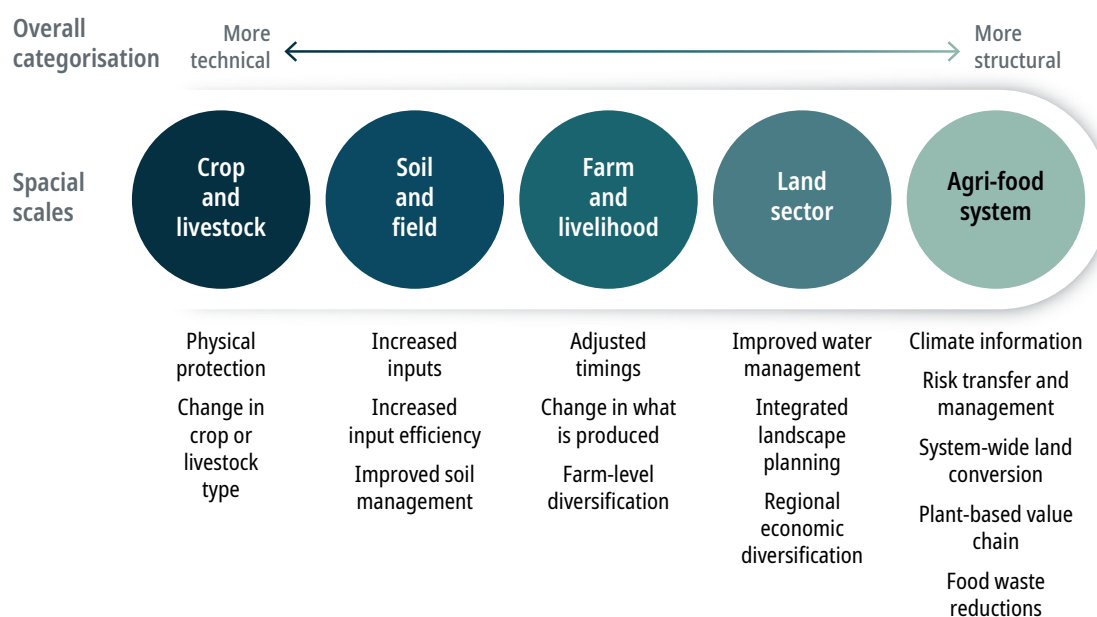 Overall
categorisation
More
technical
More
structural
Spacial
scales
Crop
and
livestock
Soil
and
field
Farm
and
livelihood
Land
sector
Agri-food
system
Physical
protection
Change in
crop or
livestock
type
Increased
inputs
Increased
input efficiency
Improved soil
management
Adjusted
timings
Change in what
is produced
Farm-level
diversification
Improved water
management
Integrated
landscape
planning
Regional
economic
diversification
Climate information
Risk transfer and
management
System-wide land
conversion
Plant-based value
chain
Food waste
reductions